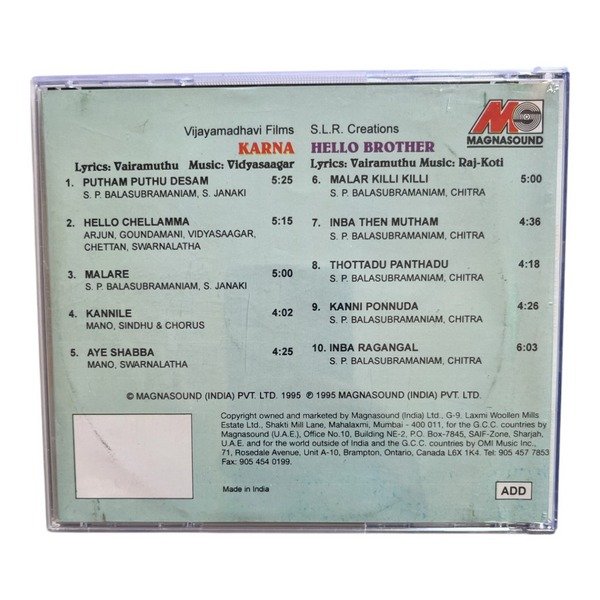 MAGNASOUND
Vijayamadhavi Films
KARNA
Lyrics: Vairamuthu Music: Vidyasaagar
1. PUTHAM PUTHU DESAM 5:25
S. P. BALASUBRAMANIAM, S. JANAKI
2. HELLO CHELLAMMA 5:15
ARJUN, GOUNDAMANI, VIDYASAAGAR,
CHETTAN, SWARNALATHA
3. MALARE 5:00
S. P. BALASUBRAMANIAM, S. JANAKI
4. KANNILE 4:02
MANO, SINDHU & CHORUS
5. AYE SHABBA 4:25
MANO, SWARNALATHA
S.L.R. Creations
HELLO BROTHER
Lyrics: Vairamuthu Music: Raj-Koti
6. MALAR KILLI KILLI 5:00
S. P. BALASUBRAMANIAM, CHITRA
7. INBA THEN MUTHAM 4:36
S. P. BALASUBRAMANIAM, CHITRA
8. THOTTADU PANTHADU 4:18
S. P. BALASUBRAMANIAM, CHITRA
9. KANNI PONNUDA 4:26
S. P. BALASUBRAMANIAM, CHITRA
10. INBA RAGANGAL 6:03
S. P. BALASUBRAMANIAM, CHITRA
© MAGNASOUND (INDIA) PVT. LTD. 1995 ℗ 1995 MAGNASOUND (INDIA) PVT. LTD.
Copyright owned and marketed by Magnasound (India) Ltd., G-9, Laxmi Woollen Mills
Estate Ltd., Shakti Mill Lane, Mahalaxmi, Mumbai - 400 011, for the G.C.C. countries by
Magnasound (U.A.E.), Office No.10, Building NE-2, P.O. Box-7845, SAIF-Zone, Sharjah,
U.A.E. and for the world outside of India and the G.C.C. countries by OMI Music Inc.,
71, Rosedale Avenue, Unit A-10, Brampton, Ontario, Canada L6X 1K4. Tel: 905 457 7853
Fax: 905 454 0199.
Made in India
ADD